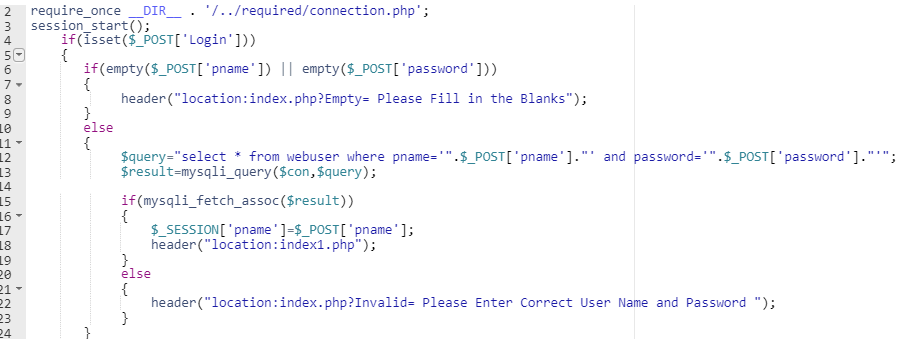 2 require_once __DIR__ . '/../required/connection.php';
3 session_start();
4 if(isset($_POST['Login']))
5 {
6 if(empty($_POST['pname']) || empty($_POST['password']))
7 {
8 header("location:index.php?Empty= Please Fill in the Blanks");
9 }
10 else
11 {
12 $query="select * from webuser where pname='".$_POST['pname']."' and password='".$_POST['password']."'";
13 $result=mysqli_query($con,$query);
14
15 if(mysqli_fetch_assoc($result))
16 {
17 $_SESSION['pname']=$_POST['pname'];
18 header("location:index1.php");
19 }
20 else
21 {
22 header("location:index.php?Invalid= Please Enter Correct User Name and Password ");
23 }
24 }